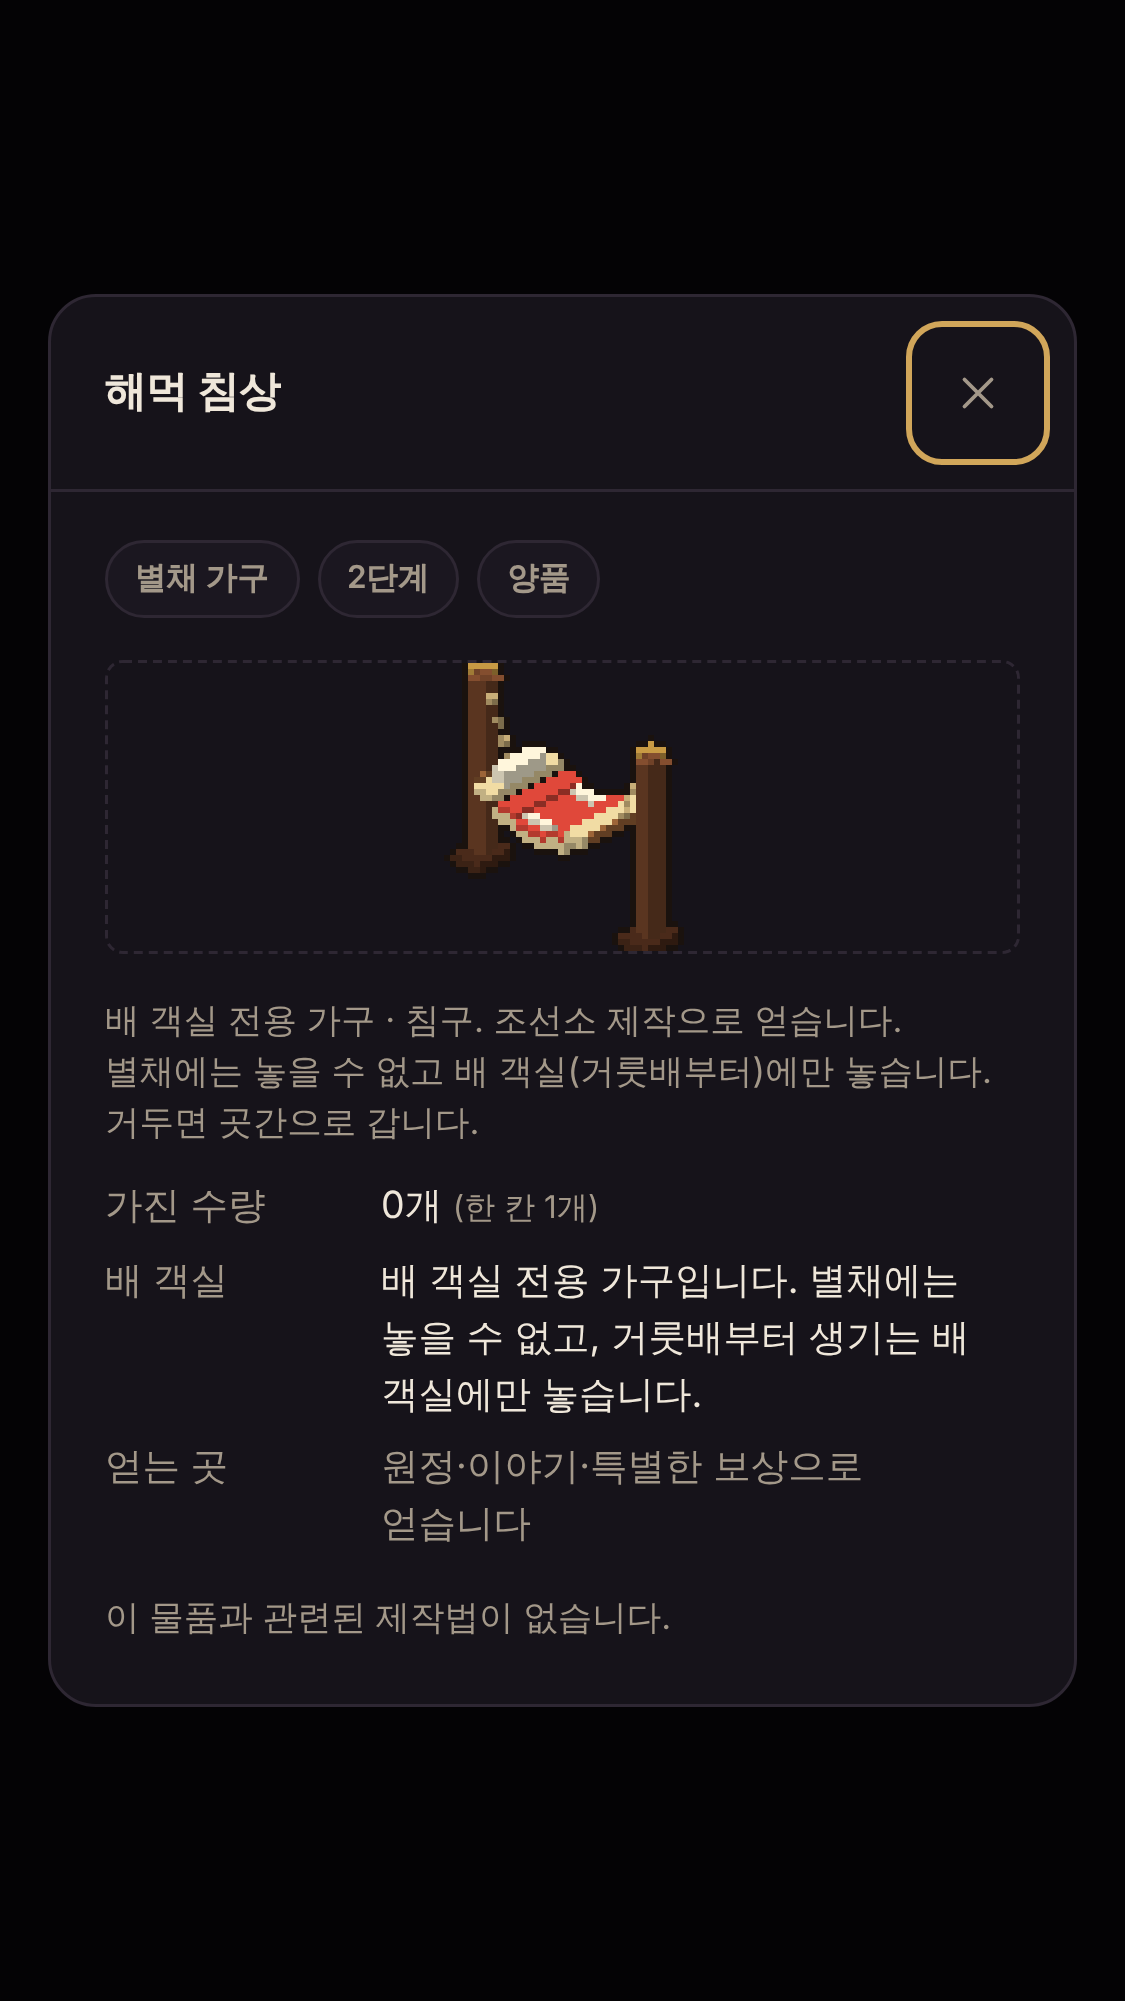 해먹 침상
별채 가구
2단계
양품
배 객실 전용 가구 · 침구. 조선소 제작으로 얻습니다.
별채에는 놓을 수 없고 배 객실(거룻배부터)에만 놓습니다.
거두면 곳간으로 갑니다.
가진 수량 0개 (한 칸 1개)
배 객실 배 객실 전용 가구입니다. 별채에는
놓을 수 없고, 거룻배부터 생기는 배
객실에만 놓습니다.
얻는 곳 원정·이야기·특별한 보상으로
얻습니다
이 물품과 관련된 제작법이 없습니다.